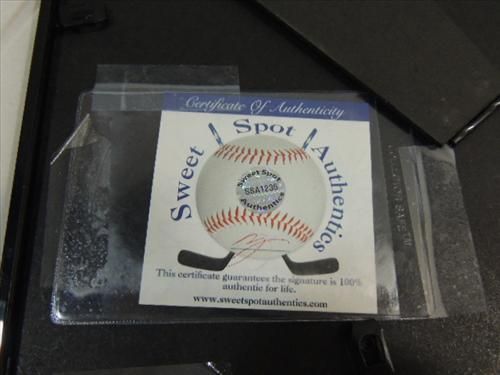 Certificate Of Authenticity
Sweet Spot Authentics
Sweet Spot
SSA1236
Authentics
This certificate guarantees the signature is 100%
authentic for life.
www.sweetspotauthentics.com